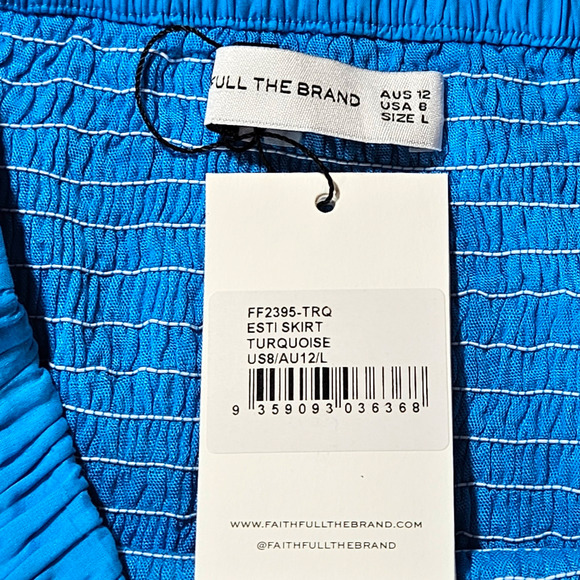 FULL THE BRAND
AUS 12
USA 8
SIZE L
FF2395-TRQ
ESTI SKIRT
TURQUOISE
US8/AU12/L
9 359093 036368
WWW.FAITHFULLTHEBRAND.COM
@FAITHFULLTHEBRAND